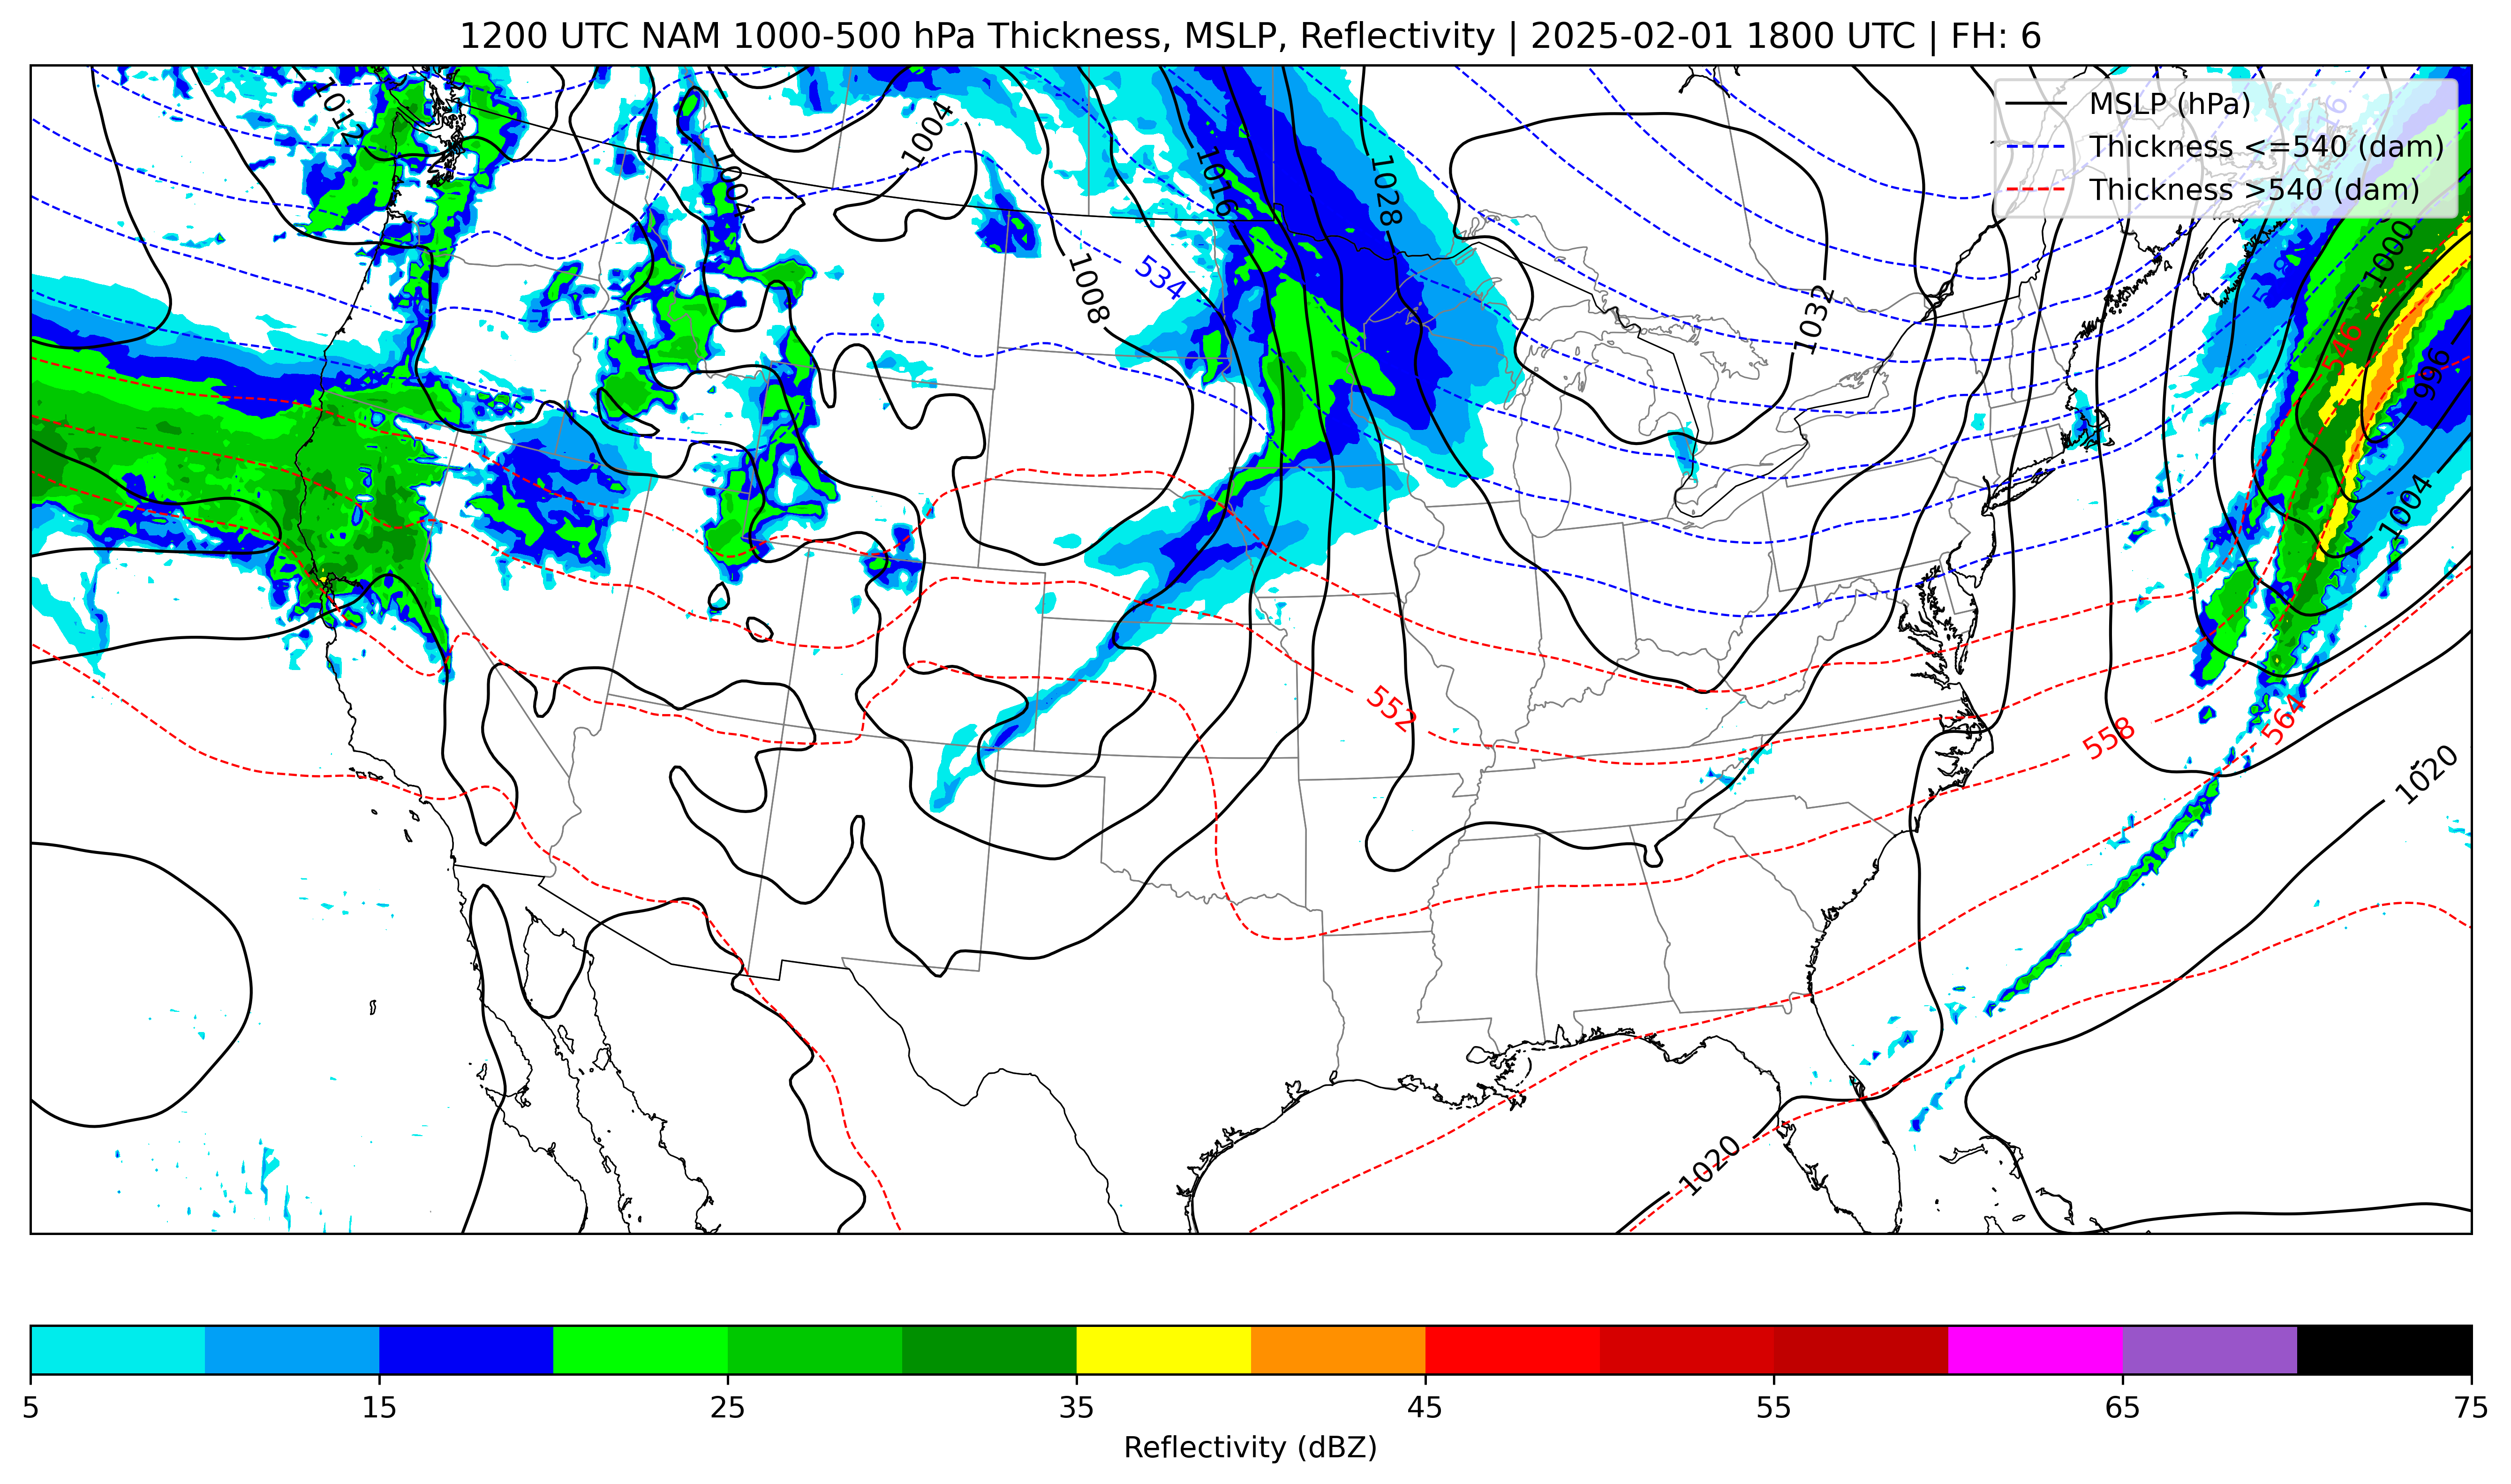 1200 UTC NAM 1000-500 hPa Thickness, MSLP, Reflectivity | 2025-02-01 1800 UTC | FH: 6
MSLP (hPa)
Thickness <=540 (dam)
Thickness >540 (dam)
1012
1004
1004
1016
1028
534
1008
1032
1000
546
996
1004
552
558
564
1020
1020
5 15 25 35 45 55 65 75
Reflectivity (dBZ)